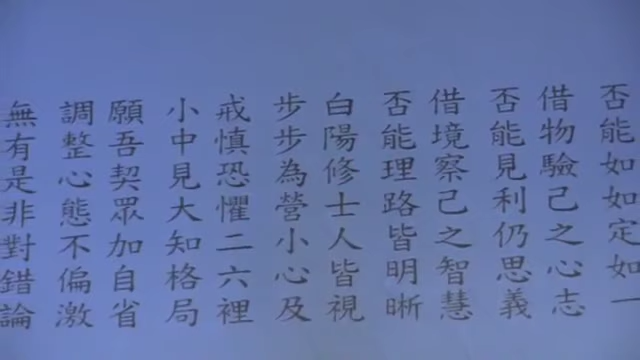 否能如如定如一
借物驗己之心志
否能見利仍思義
借境察己之智慧
否能理路皆明晰
白陽修士人皆視
步步為營小心及
戒慎恐懼二六裡
小中見大知格局
願吾契眾加自省
調整心態不偏激
無有是非對錯論